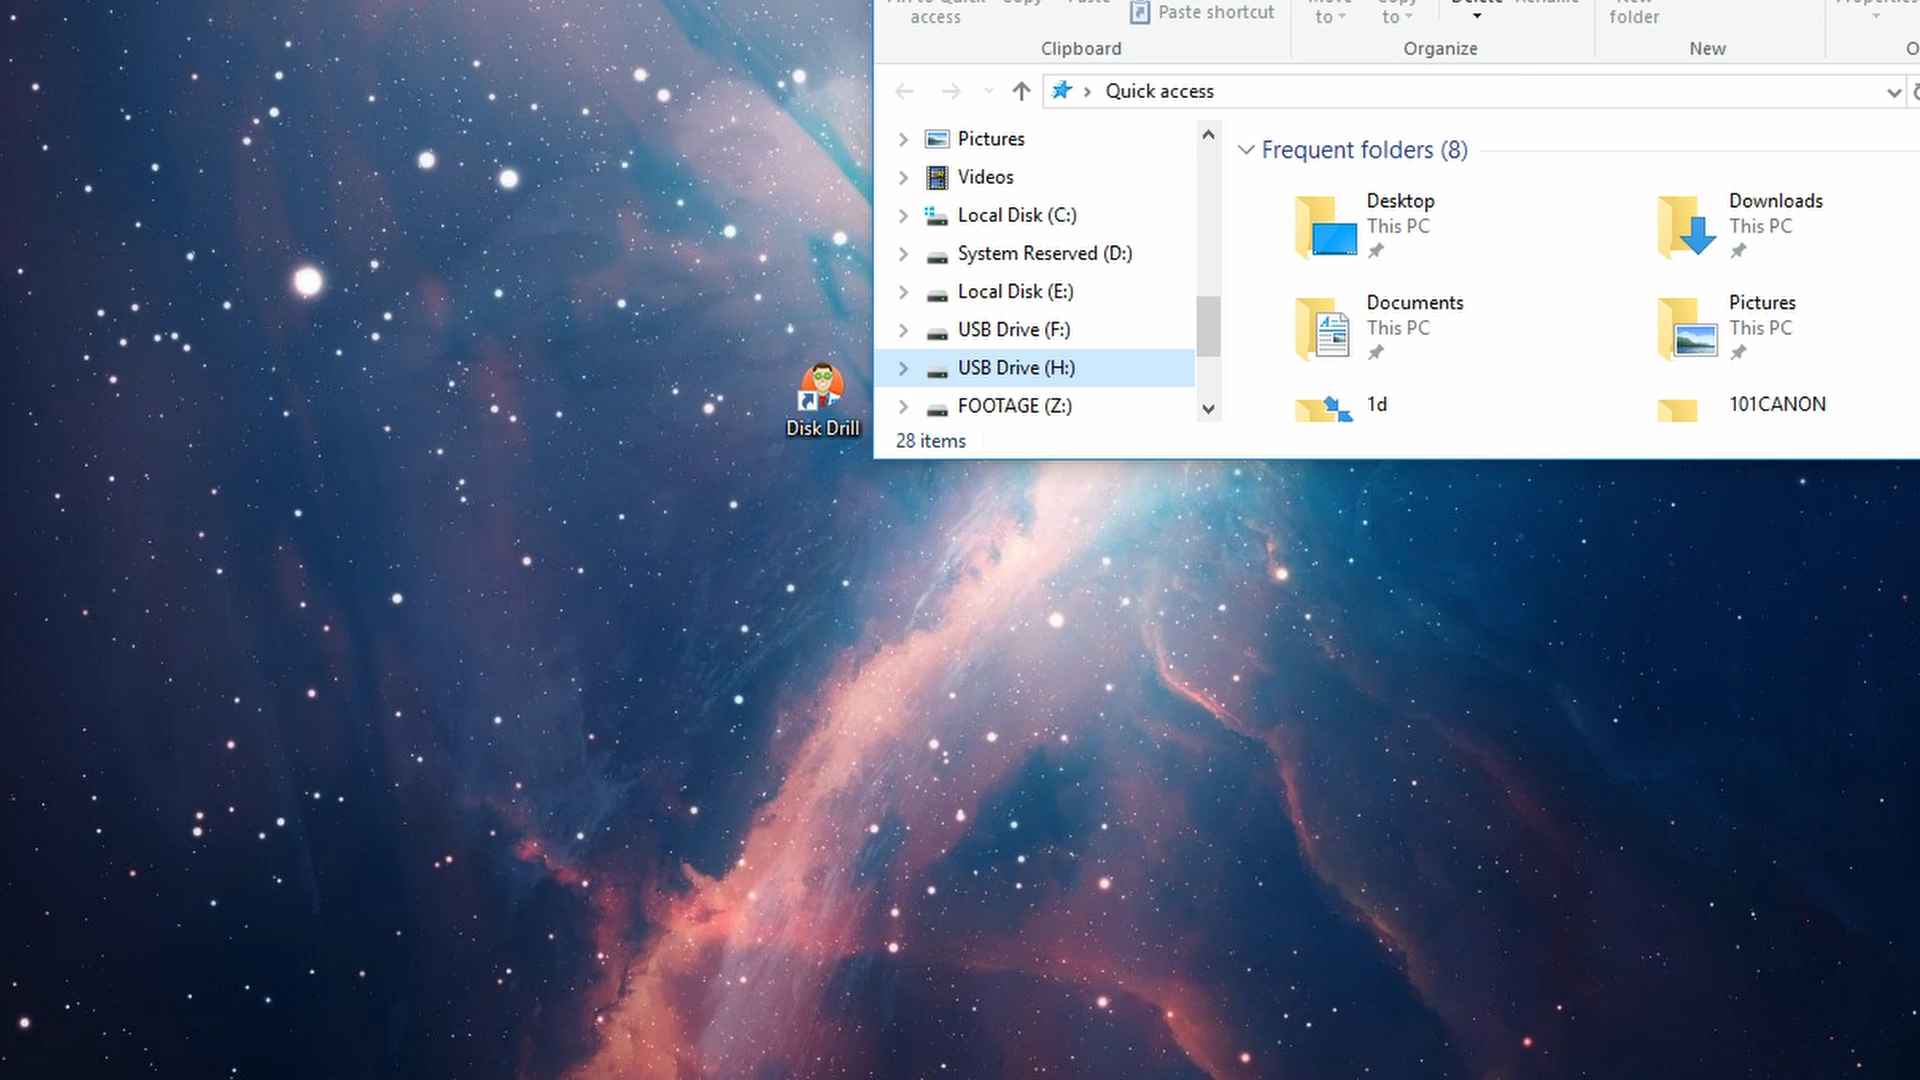 access
Paste shortcut
to
to
folder
Clipboard
Organize
New
Quick access
Pictures
Videos
Local Disk (C:)
System Reserved (D:)
Local Disk (E:)
USB Drive (F:)
USB Drive (H:)
FOOTAGE (Z:)
28 items
Frequent folders (8)
Desktop
This PC
Downloads
This PC
Documents
This PC
Pictures
This PC
1d
101CANON
Disk Drill